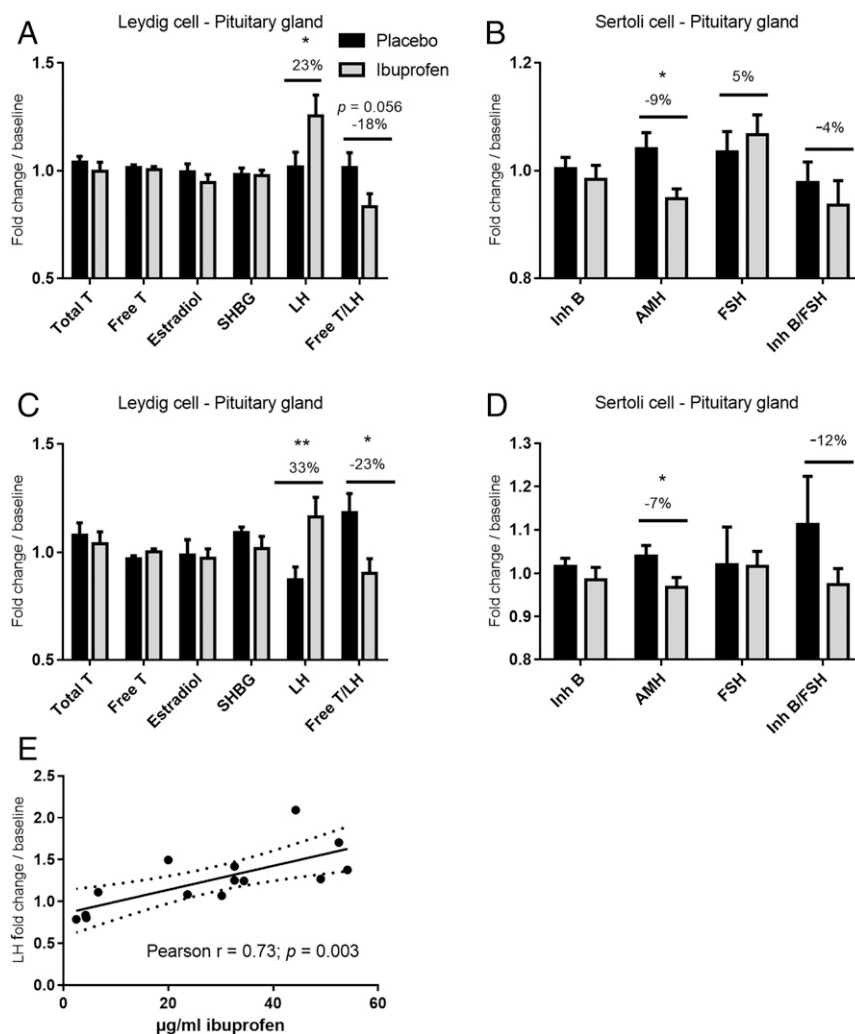 A
Leydig cell - Pituitary gland
*
23%
p = 0.056
-18%
Placebo
Ibuprofen
Fold change / baseline
1.5
1.0
0.5
Total T
Free T
Estradiol
SHBG
LH
Free T/LH
B
Sertoli cell - Pituitary gland
*
-9%
5%
−4%
Fold change / baseline
1.2
1.0
0.8
Inh B
AMH
FSH
Inh B/FSH
C
Leydig cell - Pituitary gland
**
33%
*
-23%
Fold change / baseline
1.5
1.0
0.5
Total T
Free T
Estradiol
SHBG
LH
Free T/LH
D
Sertoli cell - Pituitary gland
*
-7%
−12%
Fold change / baseline
1.3
1.2
1.1
1.0
0.9
0.8
Inh B
AMH
FSH
Inh B/FSH
E
LH fold change / baseline
2.5
2.0
1.5
1.0
0.5
0.0
Pearson r = 0.73; p = 0.003
0
20
40
60
µg/ml ibuprofen